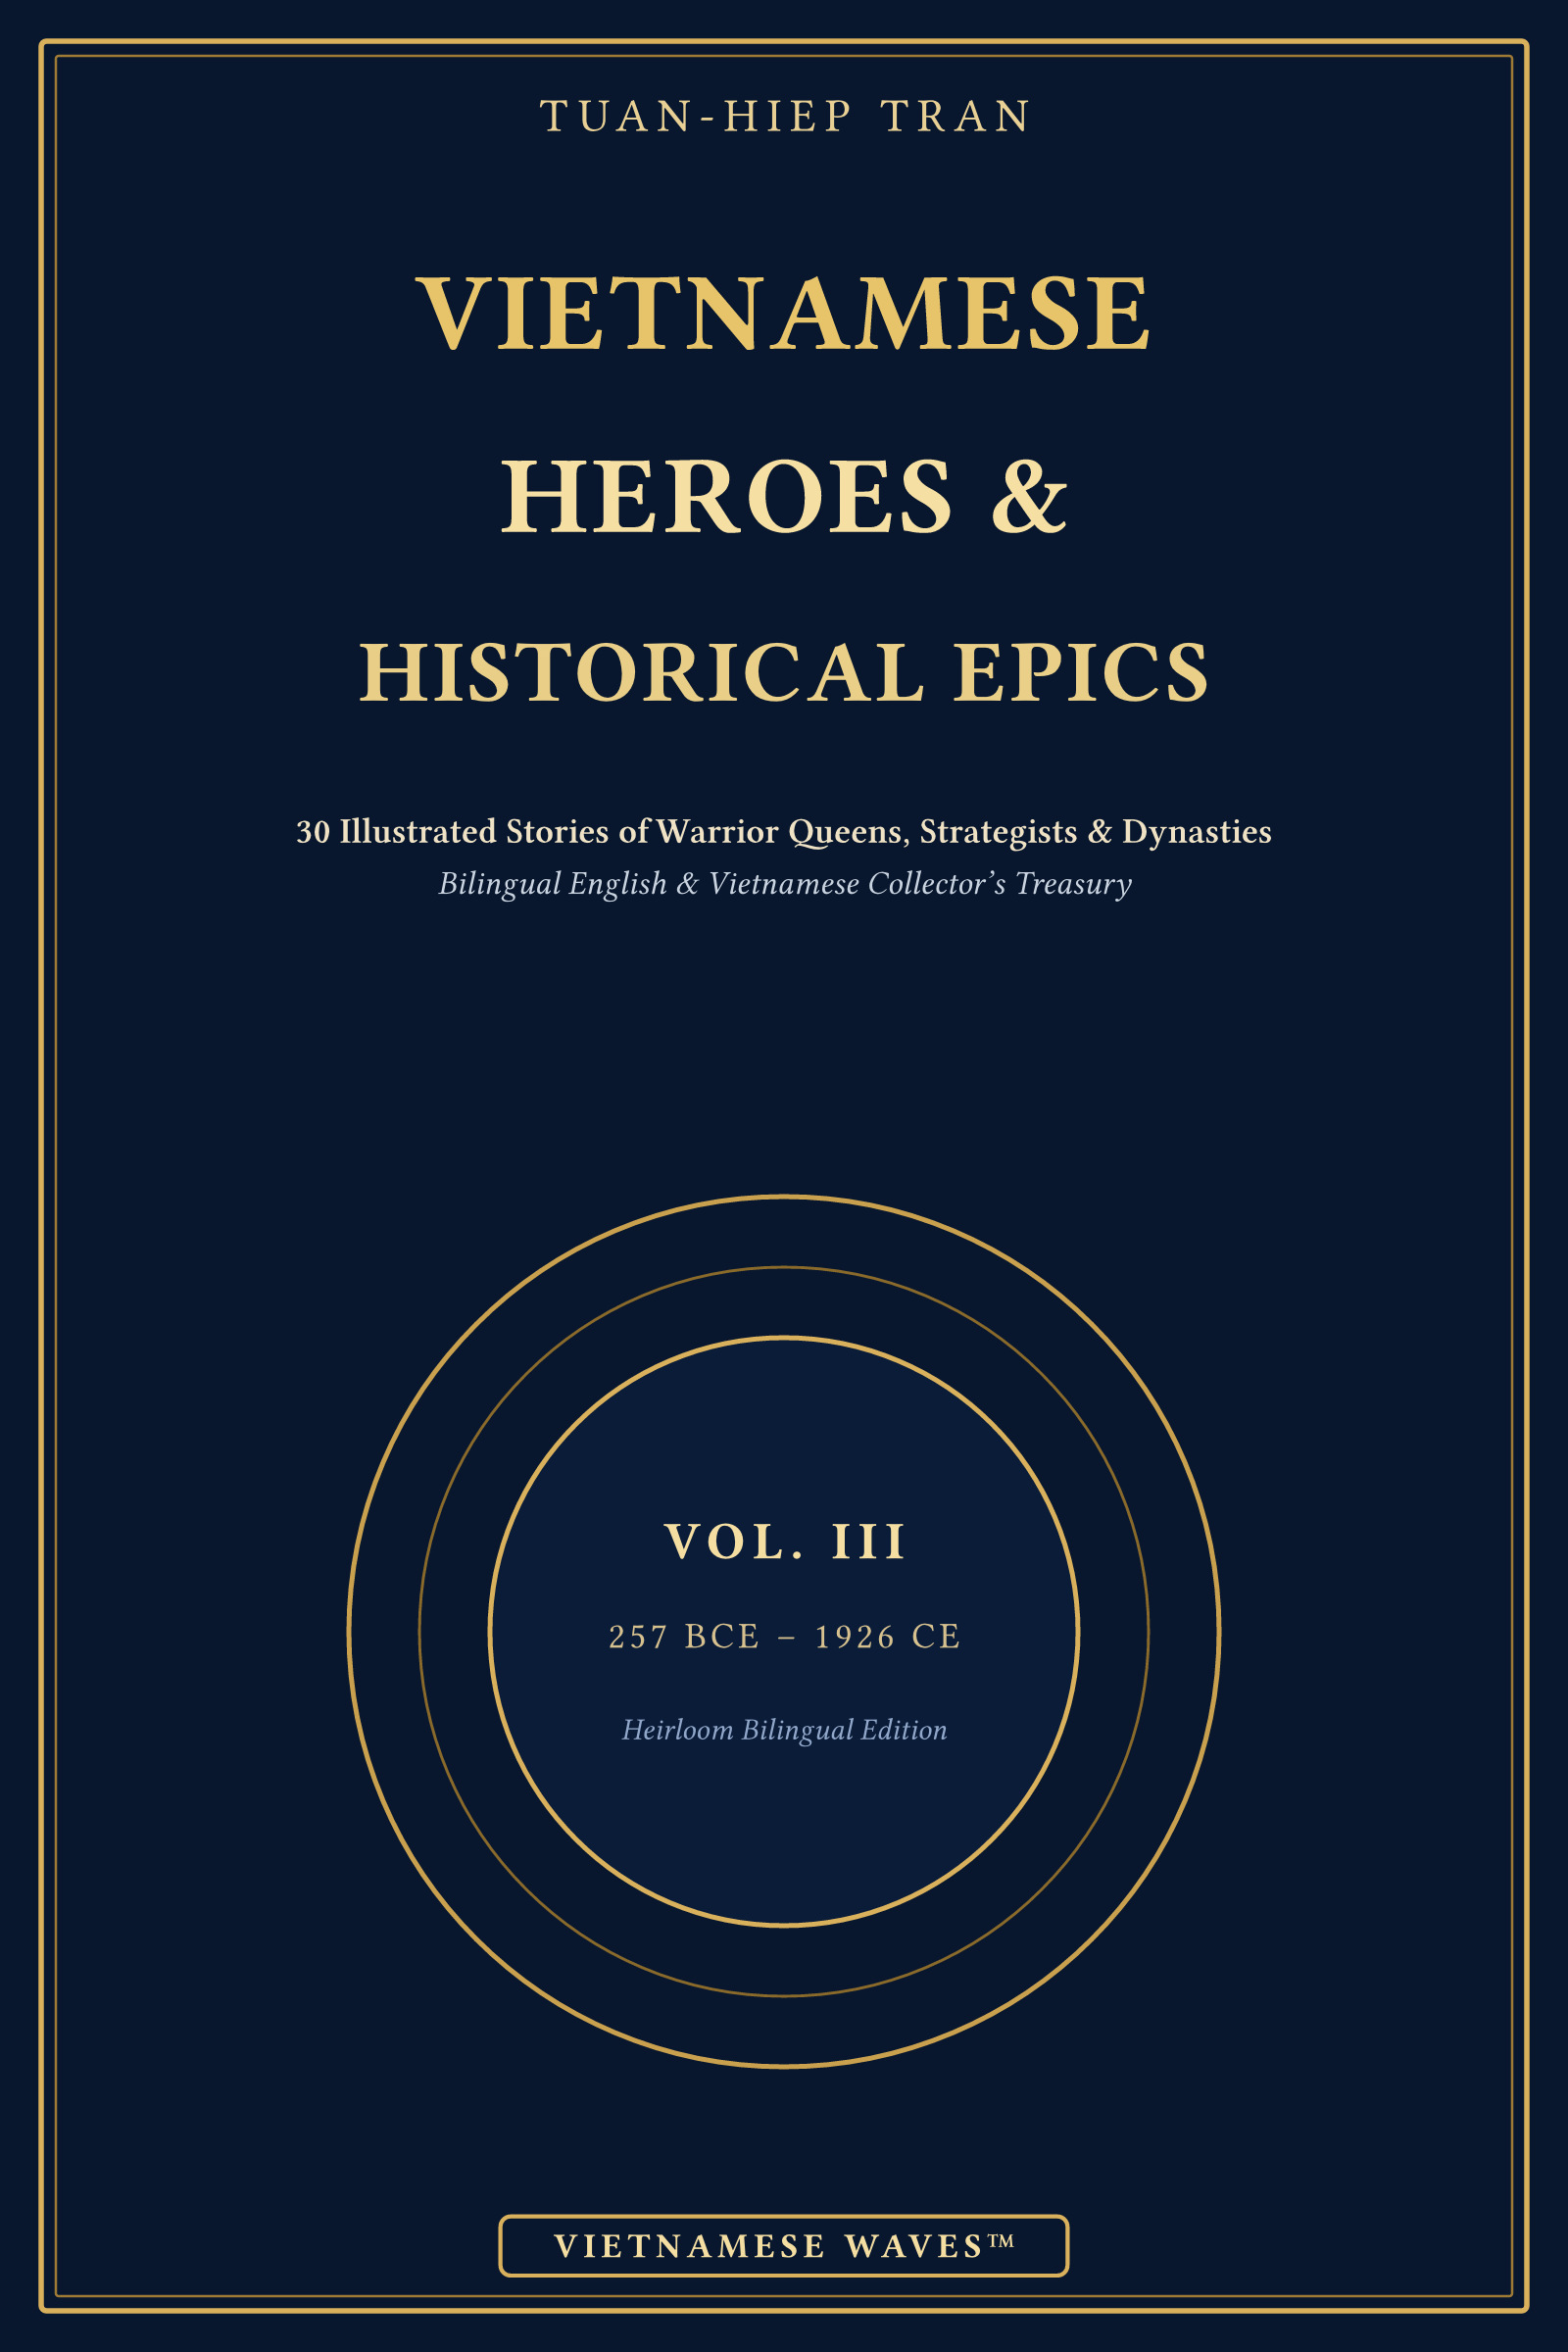 TUAN-HIEP TRAN
VIETNAMESE
HEROES &
HISTORICAL EPICS
30 Illustrated Stories of Warrior Queens, Strategists & Dynasties
Bilingual English & Vietnamese Collector’s Treasury
VOL. III
257 BCE – 1926 CE
Heirloom Bilingual Edition
VIETNAMESE WAVES™